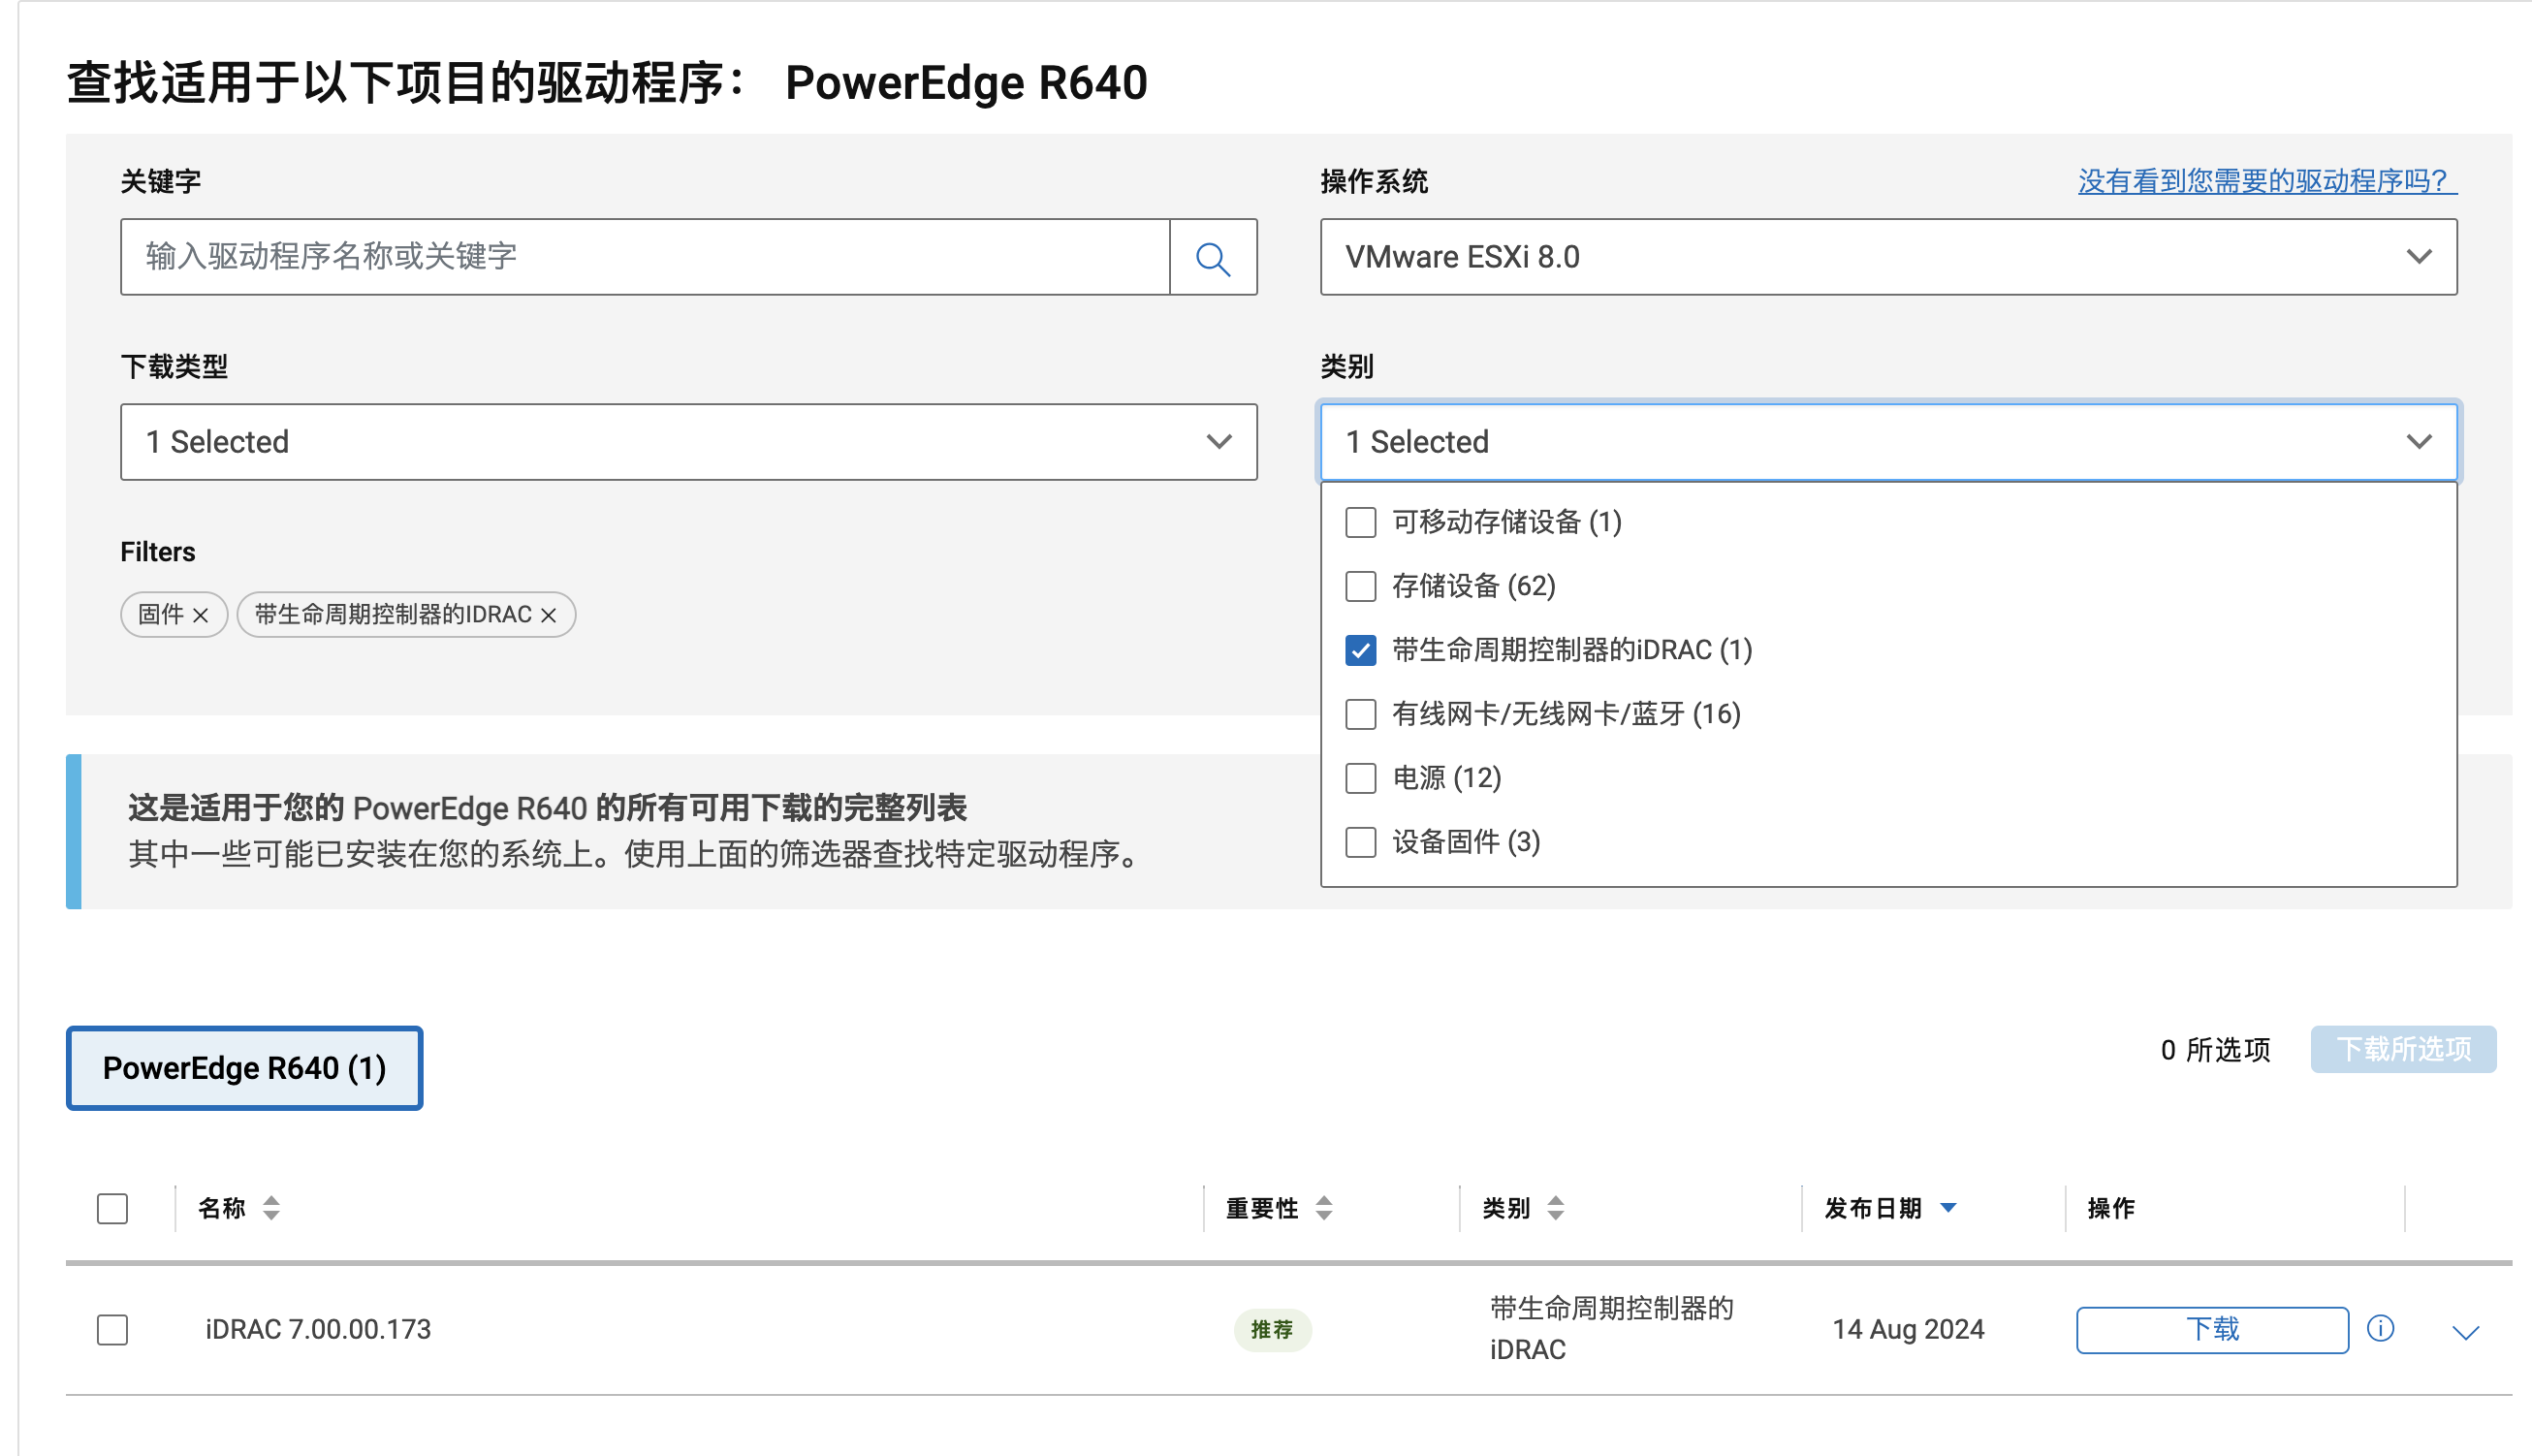 查找适用于以下项目的驱动程序： PowerEdge R640
关键字
输入驱动程序名称或关键字
操作系统
没有看到您需要的驱动程序吗？
VMware ESXi 8.0
下载类型
1 Selected
类别
1 Selected
可移动存储设备 (1)
存储设备 (62)
带生命周期控制器的iDRAC (1)
有线网卡/无线网卡/蓝牙 (16)
电源 (12)
设备固件 (3)
Filters
固件
带生命周期控制器的IDRAC
这是适用于您的 PowerEdge R640 的所有可用下载的完整列表
其中一些可能已安装在您的系统上。使用上面的筛选器查找特定驱动程序。
PowerEdge R640 (1)
0 所选项
下载所选项
名称 重要性 类别 发布日期 操作
iDRAC 7.00.00.173
推荐
带生命周期控制器的
iDRAC
14 Aug 2024
下载